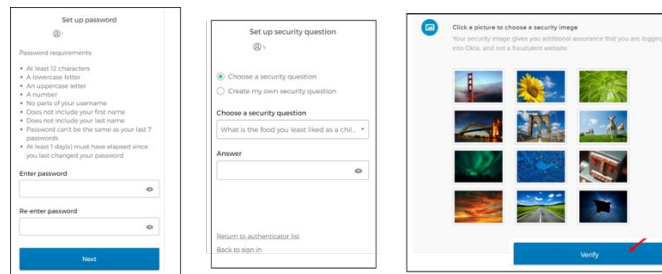 Set up password
Password requirements:
• At least 12 characters
• A lowercase letter
• An uppercase letter
• A number
• No parts of your username
• Does not include your first name
• Does not include your last name
• Password can't be the same as your last 7
passwords
• At least 1 day(s) must have elapsed since
you last changed your password
Enter password
Re-enter password
Next
Set up security question
Choose a security question
Create my own security question
Choose a security question
What is the food you least liked as a chil...
Answer
Return to authenticator list
Back to sign in
Click a picture to choose a security image
Your security image gives you additional assurance that you are logging
into Okta, and not a fraudulent website.
Verify